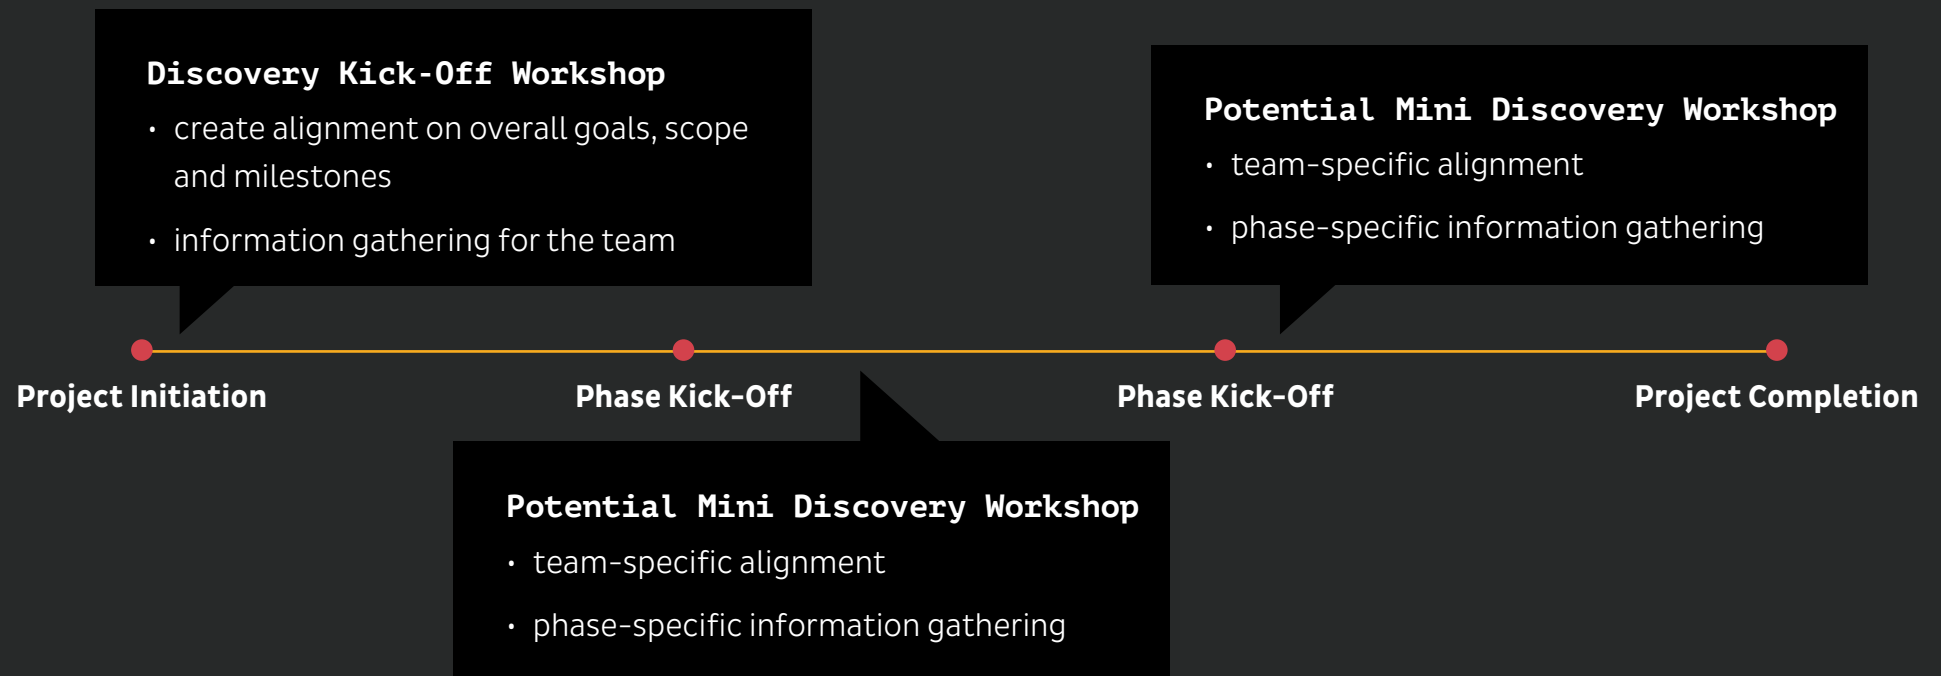 Discovery Kick-Off Workshop
• create alignment on overall goals, scope
and milestones
• information gathering for the team
Potential Mini Discovery Workshop
• team-specific alignment
• phase-specific information gathering
Project Initiation
Phase Kick-Off
Phase Kick-Off
Project Completion
Potential Mini Discovery Workshop
• team-specific alignment
• phase-specific information gathering